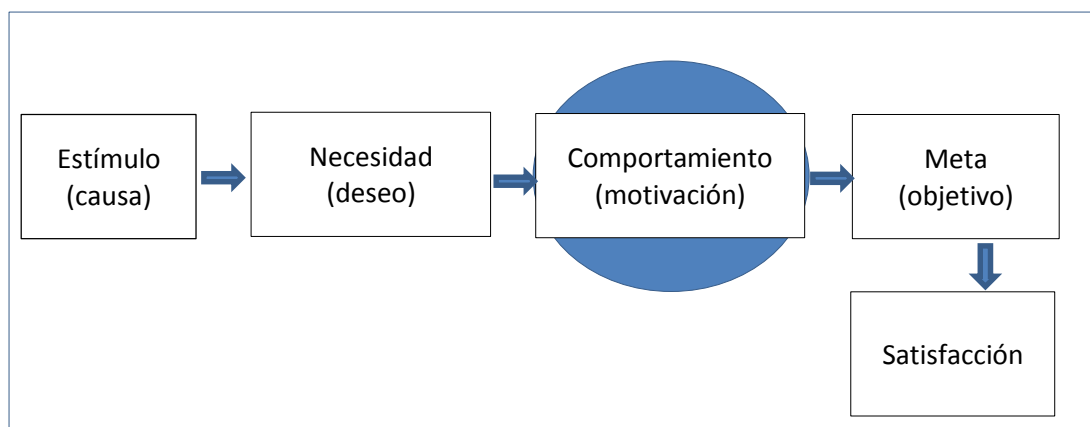 Estímulo
(causa)
Necesidad
(deseo)
Comportamiento
(motivación)
Meta
(objetivo)
Satisfacción